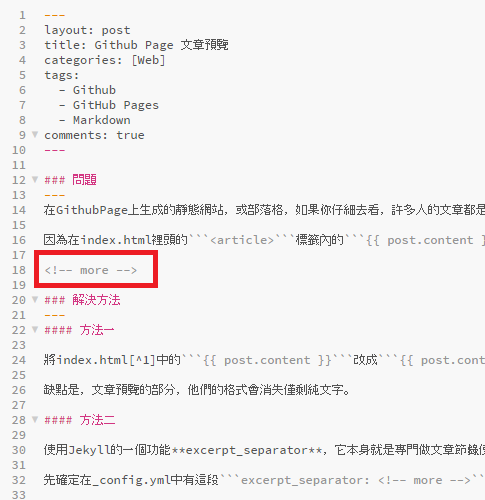 1 ---
2 layout: post
3 title: Github Page 文章預覽
4 categories: [Web]
5 tags:
6 - Github
7 - GitHub Pages
8 - Markdown
9 comments: true
10 ---
11
12 ### 問題
13 ---
14 在GithubPage上生成的靜態網站，或部落格，如果你仔細去看，許多人的文章都是
15
16 因為在index.html裡頭的```<article>```標籤內的```{{ post.content }
17
18 <!-- more -->
19
20 ### 解決方法
21 ---
22 #### 方法一
23
24 將index.html[^1]中的```{{ post.content }}```改成```{{ post.cont
25
26 缺點是，文章預覽的部分，他們的格式會消失僅剩純文字。
27
28 #### 方法二
29
30 使用Jekyll的一個功能**excerpt_separator**，它本身就是專門做文章節錄使
31
32 先確定在_config.yml中有這段```excerpt_separator: <!-- more -->``
33